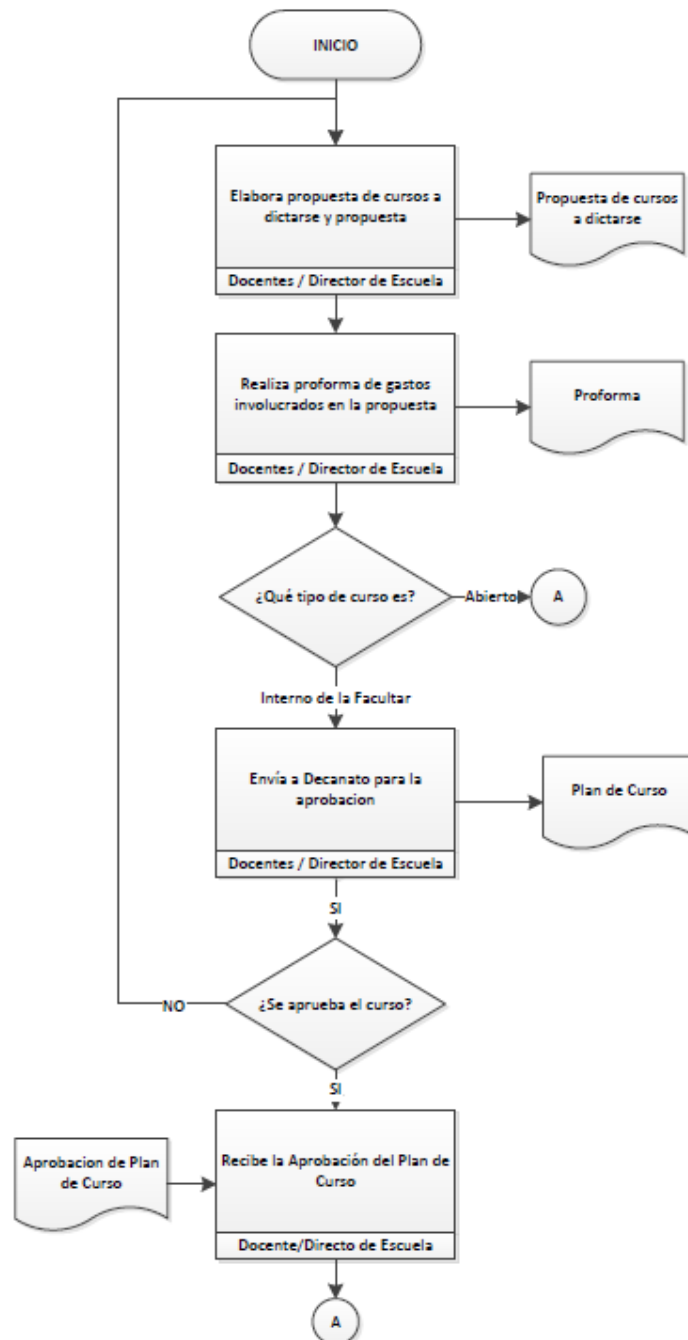 INICIO
Elabora propuesta de cursos a
dictarse y propuesta
Docentes / Director de Escuela
Propuesta de cursos
a dictarse
Realiza proforma de gastos
involucrados en la propuesta
Docentes / Director de Escuela
Proforma
¿Qué tipo de curso es?
Abierto
A
Interno de la Facultar
Envía a Decanato para la
aprobacion
Docentes / Director de Escuela
Plan de Curso
SI
¿Se aprueba el curso?
NO
SI
Aprobacion de Plan
de Curso
Recibe la Aprobación del Plan de
Curso
Docente/Directo de Escuela
A